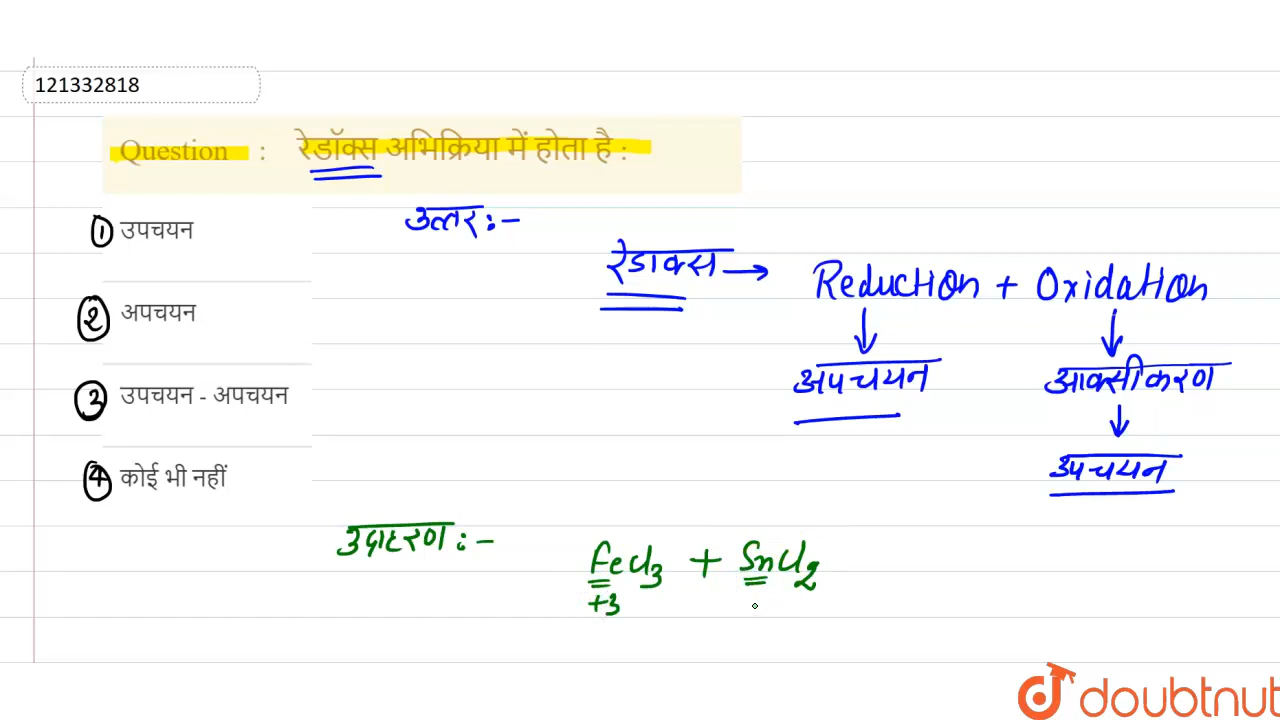 121332818
Question : रेडॉक्स अभिक्रिया में होता है :
① उपचयन
② अपचयन
③ उपचयन - अपचयन
④ कोई भी नहीं
उत्तर :-
रेडाक्स → Reduction + Oxidation
↓ ↓
अपचयन आक्सीकरण
↓
उपचयन
उदाहरण :- FeCl3 + SnCl2
+3
doubtnut